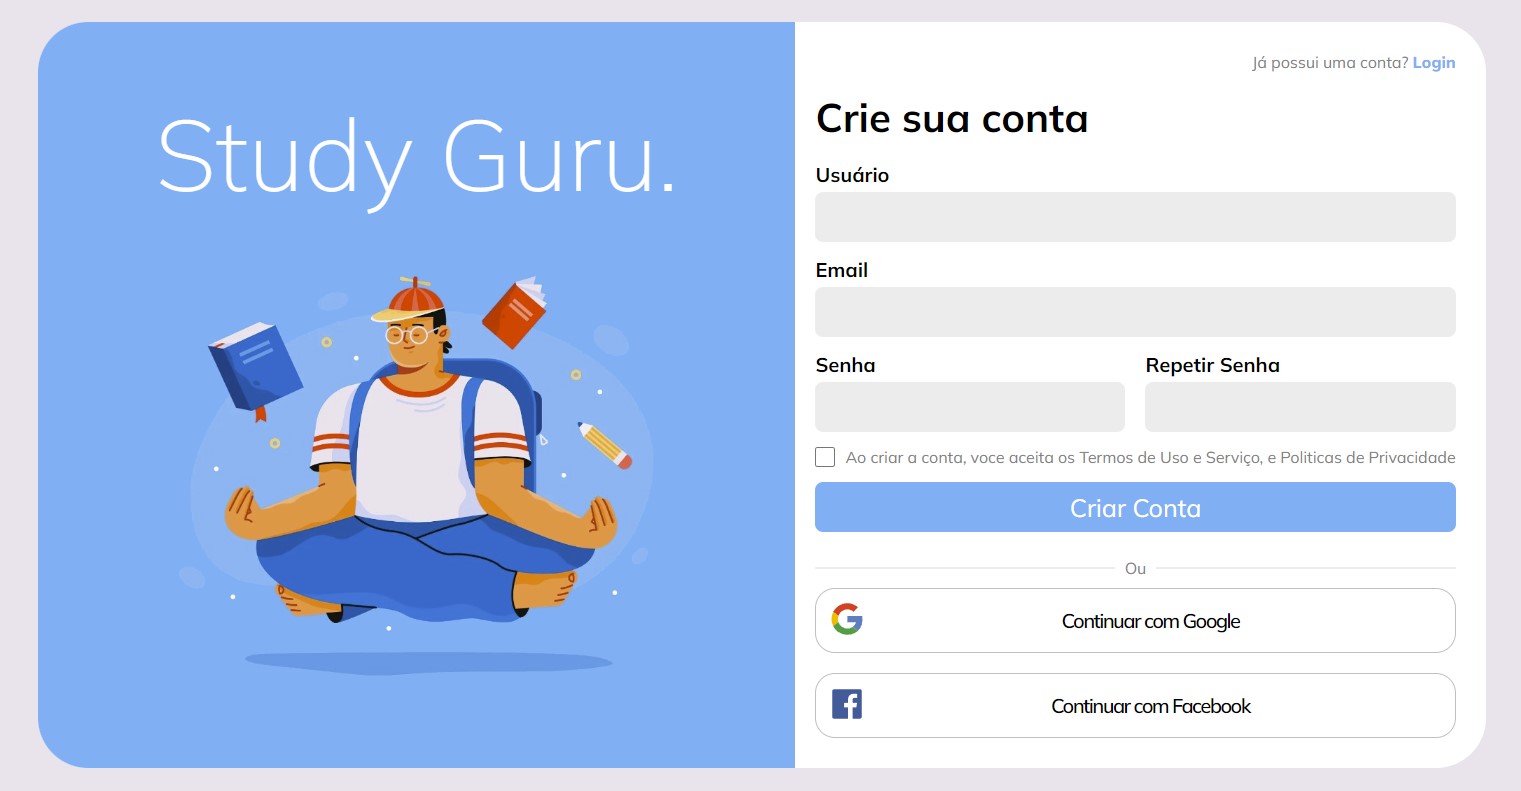 Study Guru.
Já possui uma conta? Login
Crie sua conta
Usuário
Email
Senha
Repetir Senha
Ao criar a conta, voce aceita os Termos de Uso e Serviço, e Politicas de Privacidade
Criar Conta
Ou
Continuar com Google
Continuar com Facebook